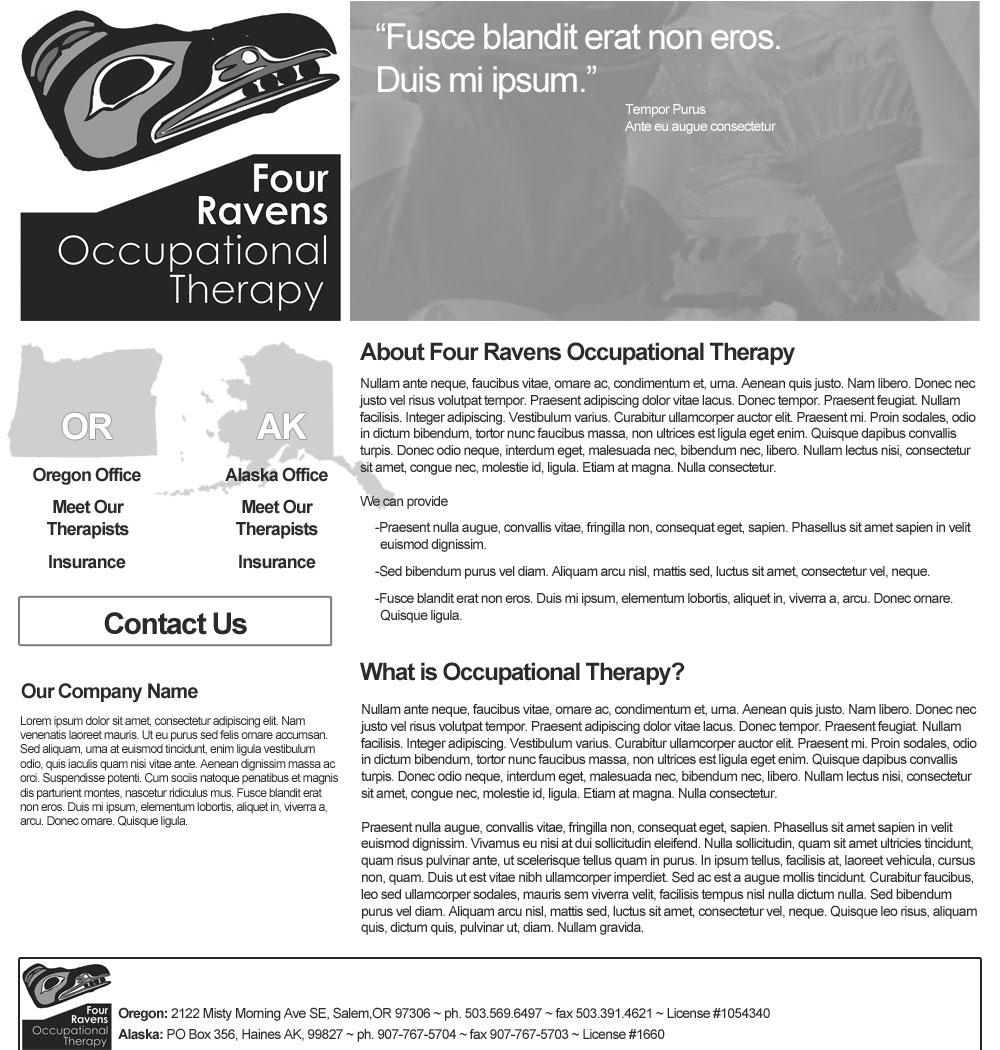 Four
Ravens
Occupational
Therapy
“Fusce blandit erat non eros.
Duis mi ipsum.”
Tempor Purus
Ante eu augue consectetur
OR
AK
Oregon Office
Alaska Office
Meet Our
Therapists
Meet Our
Therapists
Insurance
Insurance
Contact Us
Our Company Name
Lorem ipsum dolor sit amet, consectetur adipiscing elit. Nam
venenatis laoreet mauris. Ut eu purus sed felis ornare accumsan.
Sed aliquam, urna at euismod tincidunt, enim ligula vestibulum
odio, quis iaculis quam nisi vitae ante. Aenean dignissim massa ac
orci. Suspendisse potenti. Cum sociis natoque penatibus et magnis
dis parturient montes, nascetur ridiculus mus. Fusce blandit erat
non eros. Duis mi ipsum, elementum lobortis, aliquet in, viverra a,
arcu. Donec ornare. Quisque ligula.
About Four Ravens Occupational Therapy
Nullam ante neque, faucibus vitae, ornare ac, condimentum et, urna. Aenean quis justo. Nam libero. Donec nec
justo vel risus volutpat tempor. Praesent adipiscing dolor vitae lacus. Donec tempor. Praesent feugiat. Nullam
facilisis. Integer adipiscing. Vestibulum varius. Curabitur ullamcorper auctor elit. Praesent mi. Proin sodales, odio
in dictum bibendum, tortor nunc faucibus massa, non ultrices est ligula eget enim. Quisque dapibus convallis
turpis. Donec odio neque, interdum eget, malesuada nec, bibendum nec, libero. Nullam lectus nisi, consectetur
sit amet, congue nec, molestie id, ligula. Etiam at magna. Nulla consectetur.
We can provide
-Praesent nulla augue, convallis vitae, fringilla non, consequat eget, sapien. Phasellus sit amet sapien in velit
euismod dignissim.
-Sed bibendum purus vel diam. Aliquam arcu nisl, mattis sed, luctus sit amet, consectetur vel, neque.
-Fusce blandit erat non eros. Duis mi ipsum, elementum lobortis, aliquet in, viverra a, arcu. Donec ornare.
Quisque ligula.
What is Occupational Therapy?
Nullam ante neque, faucibus vitae, ornare ac, condimentum et, urna. Aenean quis justo. Nam libero. Donec nec
justo vel risus volutpat tempor. Praesent adipiscing dolor vitae lacus. Donec tempor. Praesent feugiat. Nullam
facilisis. Integer adipiscing. Vestibulum varius. Curabitur ullamcorper auctor elit. Praesent mi. Proin sodales, odio
in dictum bibendum, tortor nunc faucibus massa, non ultrices est ligula eget enim. Quisque dapibus convallis
turpis. Donec odio neque, interdum eget, malesuada nec, bibendum nec, libero. Nullam lectus nisi, consectetur
sit amet, congue nec, molestie id, ligula. Etiam at magna. Nulla consectetur.
Praesent nulla augue, convallis vitae, fringilla non, consequat eget, sapien. Phasellus sit amet sapien in velit
euismod dignissim. Vivamus eu nisi at dui sollicitudin eleifend. Nulla sollicitudin, quam sit amet ultricies tincidunt,
quam risus pulvinar ante, ut scelerisque tellus quam in purus. In ipsum tellus, facilisis at, laoreet vehicula, cursus
non, quam. Duis ut est vitae nibh ullamcorper imperdiet. Sed ac est a augue mollis tincidunt. Curabitur faucibus,
leo sed ullamcorper sodales, mauris sem viverra velit, facilisis tempus nisl nulla dictum nulla. Sed bibendum
purus vel diam. Aliquam arcu nisl, mattis sed, luctus sit amet, consectetur vel, neque. Quisque leo risus, aliquam
quis, dictum quis, pulvinar ut, diam. Nullam gravida.
Four
Ravens
Occupational
Therapy
Oregon: 2122 Misty Morning Ave SE, Salem,OR 97306 ~ ph. 503.569.6497 ~ fax 503.391.4621 ~ License #1054340
Alaska: PO Box 356, Haines AK, 99827 ~ ph. 907-767-5704 ~ fax 907-767-5703 ~ License #1660